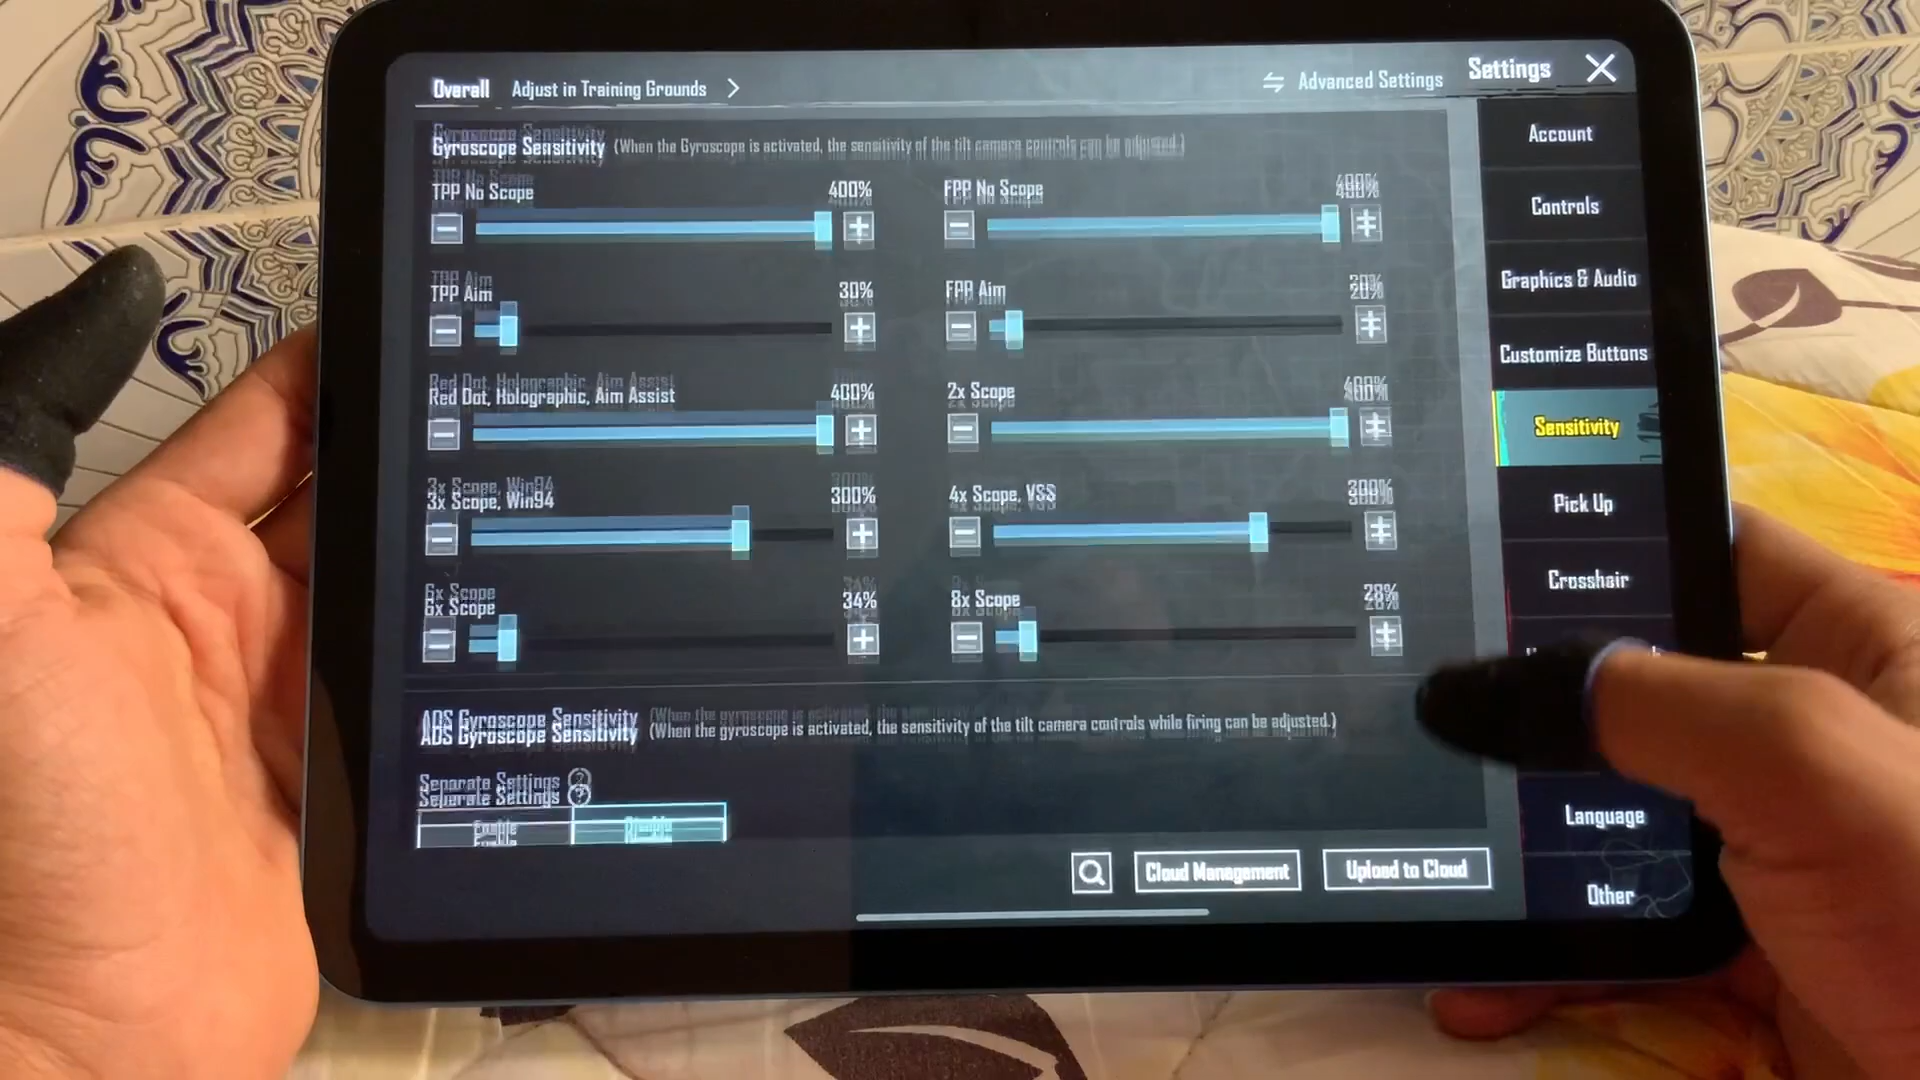 Overall Adjust in Training Grounds
Advanced Settings
Settings
Gyroscope Sensitivity (When the Gyroscope is activated, the sensitivity of the tilt camera controls can be adjusted.)
TPP No Scope 400%
FPP No Scope 400%
TPP Aim 30%
FPP Aim 20%
Red Dot, Holographic, Aim Assist 400%
2x Scope 400%
3x Scope, Win94 300%
4x Scope, VSS 300%
6x Scope 34%
8x Scope 28%
ADS Gyroscope Sensitivity (When the gyroscope is activated, the sensitivity of the tilt camera controls while firing can be adjusted.)
Separate Settings ?
Enable Disable
Cloud Management Upload to Cloud
Account
Controls
Graphics & Audio
Customize Buttons
Sensitivity
Pick Up
Crosshair
Language
Other